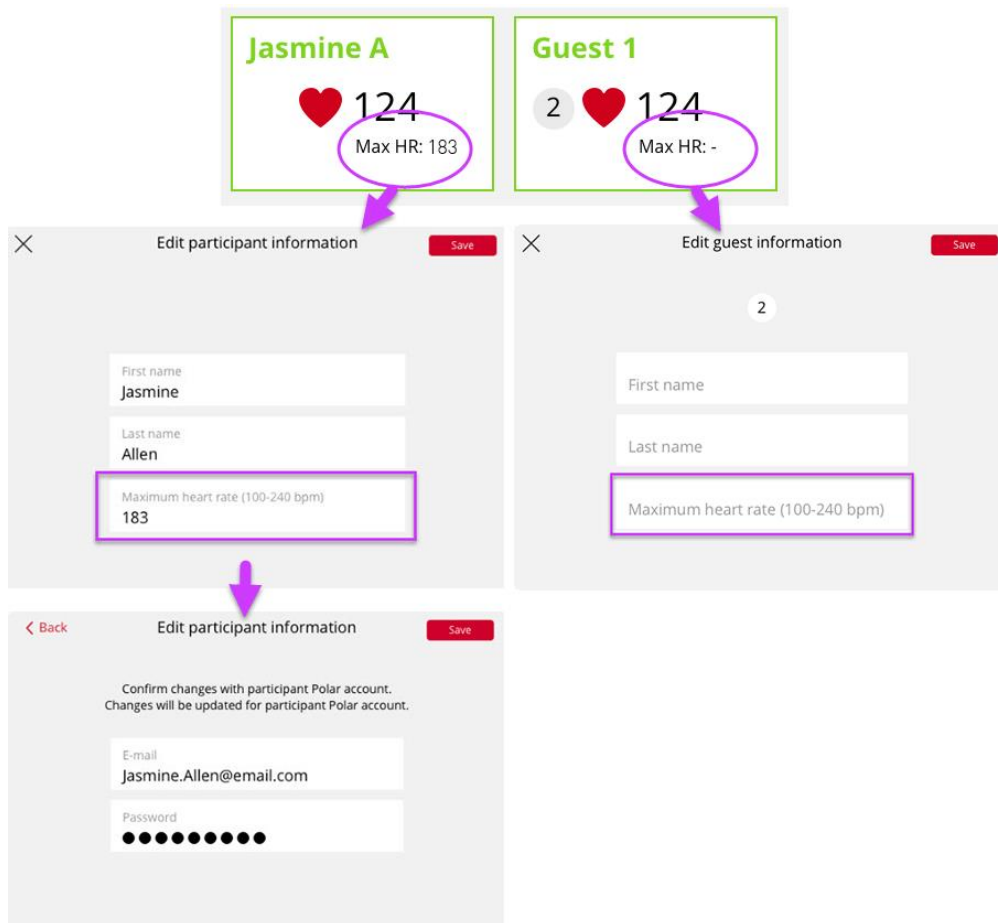 Jasmine A
124
Max HR: 183
Guest 1
2
124
Max HR: -
Edit participant information
Save
First name
Jasmine
Last name
Allen
Maximum heart rate (100-240 bpm)
183
Edit guest information
Save
2
First name
Last name
Maximum heart rate (100-240 bpm)
Back
Edit participant information
Save
Confirm changes with participant Polar account.
Changes will be updated for participant Polar account.
E-mail
Jasmine.Allen@email.com
Password